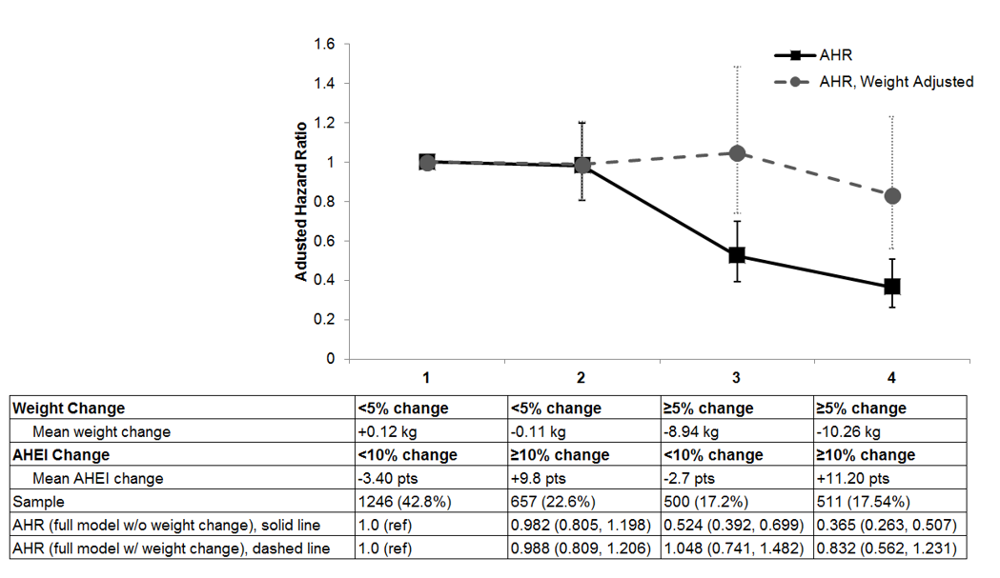 1.6
1.4
1.2
1
0.8
0.6
0.4
0.2
0
Adusted Hazard Ratio
AHR
AHR, Weight Adjusted
1 2 3 4
Weight Change <5% change <5% change ≥5% change ≥5% change
Mean weight change +0.12 kg -0.11 kg -8.94 kg -10.26 kg
AHEI Change <10% change ≥10% change <10% change ≥10% change
Mean AHEI change -3.40 pts +9.8 pts -2.7 pts +11.20 pts
Sample 1246 (42.8%) 657 (22.6%) 500 (17.2%) 511 (17.54%)
AHR (full model w/o weight change), solid line 1.0 (ref) 0.982 (0.805, 1.198) 0.524 (0.392, 0.699) 0.365 (0.263, 0.507)
AHR (full model w/ weight change), dashed line 1.0 (ref) 0.988 (0.809, 1.206) 1.048 (0.741, 1.482) 0.832 (0.562, 1.231)